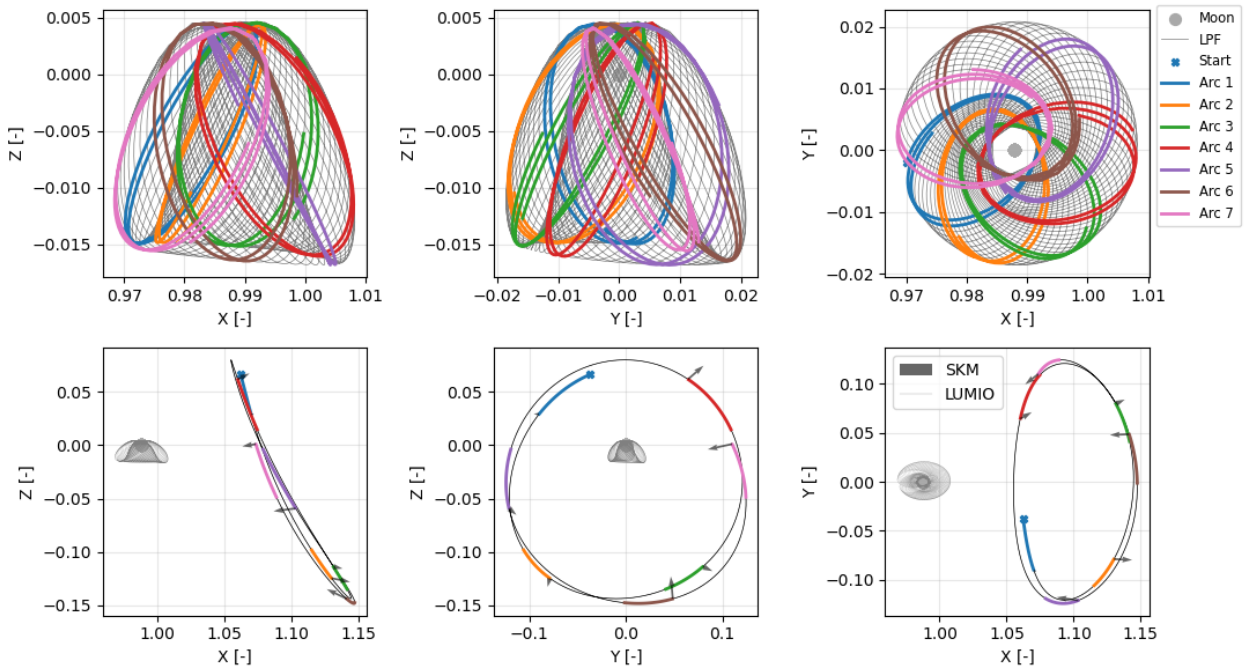 0.005
0.000
−0.005
−0.010
−0.015
Z [-]
0.97 0.98 0.99 1.00 1.01
X [-]
0.005
0.000
−0.005
−0.010
−0.015
Z [-]
−0.02 −0.01 0.00 0.01 0.02
Y [-]
0.02
0.01
0.00
−0.01
−0.02
Y [-]
0.97 0.98 0.99 1.00 1.01
X [-]
Moon
LPF
Start
Arc 1
Arc 2
Arc 3
Arc 4
Arc 5
Arc 6
Arc 7
0.05
0.00
−0.05
−0.10
−0.15
Z [-]
1.00 1.05 1.10 1.15
X [-]
0.05
0.00
−0.05
−0.10
−0.15
Z [-]
−0.1 0.0 0.1
Y [-]
0.10
0.05
0.00
−0.05
−0.10
Y [-]
1.00 1.05 1.10 1.15
X [-]
SKM
LUMIO